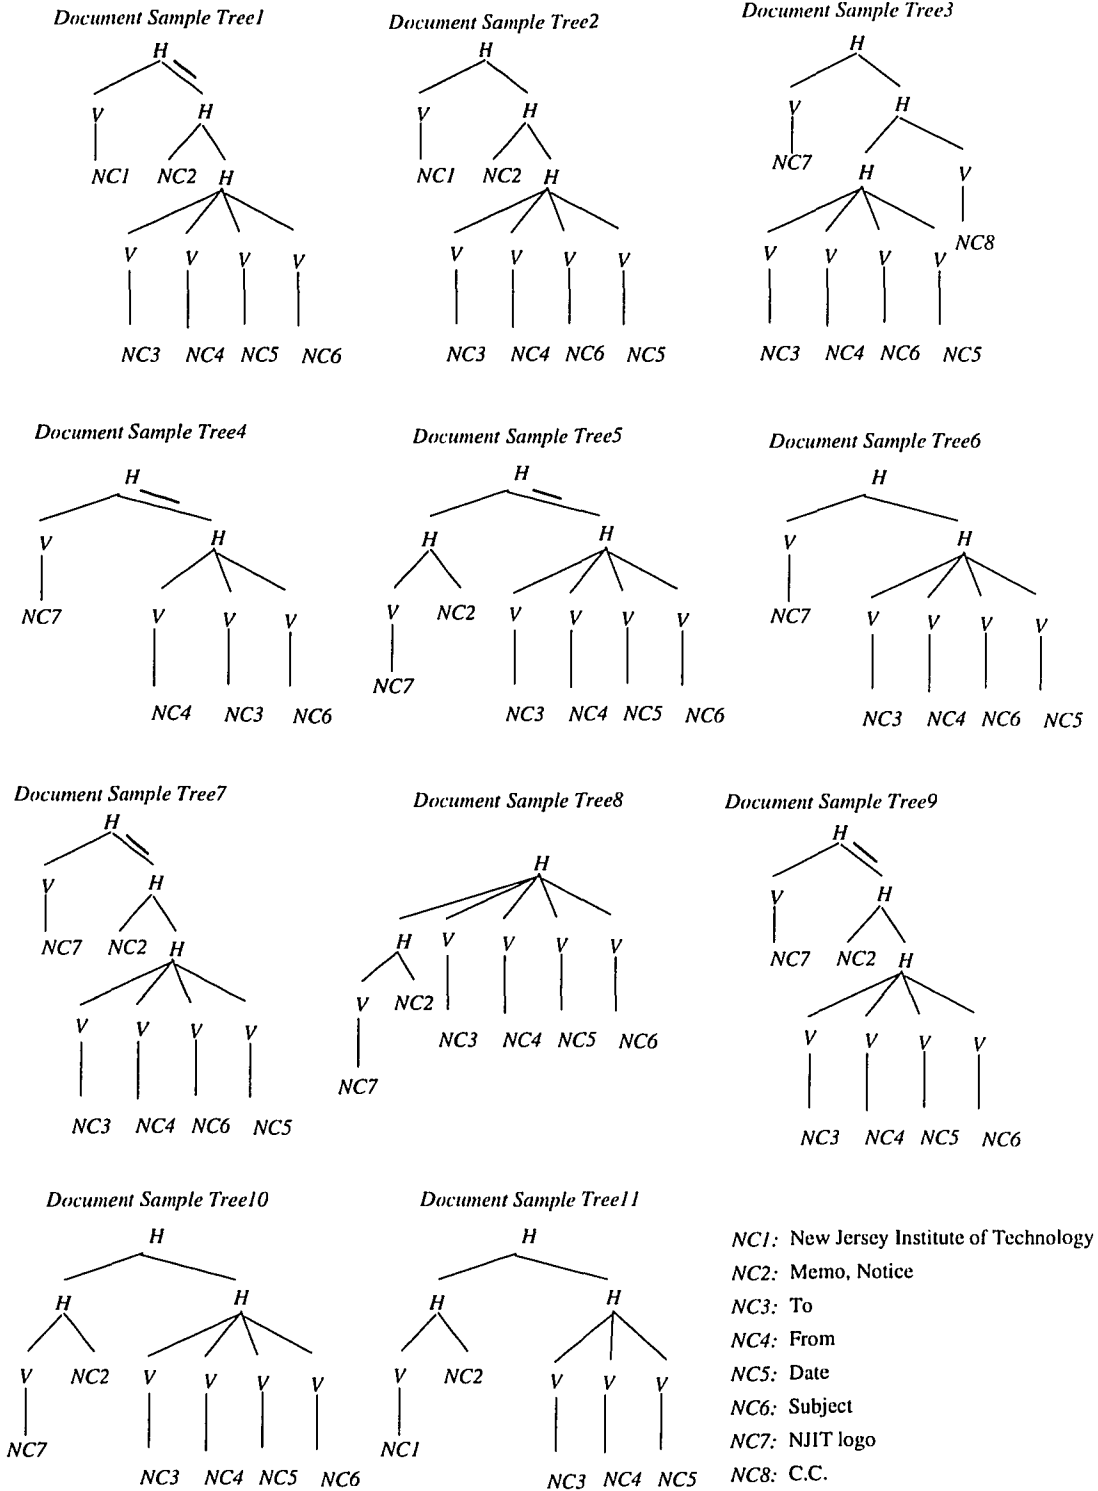 Document Sample Tree1 Document Sample Tree2 Document Sample Tree3
H H H
V H V H V H
NC1 NC2 H NC1 NC2 H NC7 H V
V V V V V V V V V V V V NC8
NC3 NC4 NC5 NC6 NC3 NC4 NC6 NC5 NC3 NC4 NC6 NC5
Document Sample Tree4 Document Sample Tree5 Document Sample Tree6
H H H
V H H H V H
NC7 V V V V NC2 V V V V NC7 V V V V
NC7
NC4 NC3 NC6 NC3 NC4 NC5 NC6 NC3 NC4 NC6 NC5
Document Sample Tree7 Document Sample Tree8 Document Sample Tree9
H H H
V H V H
NC7 NC2 H H V V V V NC7 NC2 H
V V V V V NC2 V V V V
NC3 NC4 NC5 NC6
NC7
NC3 NC4 NC6 NC5 NC3 NC4 NC5 NC6
Document Sample Tree10 Document Sample Tree11
H H
H H H H
V NC2 V V V V V NC2 V V V
NC7 NC1
NC3 NC4 NC5 NC6 NC3 NC4 NC5
NC1: New Jersey Institute of Technology
NC2: Memo, Notice
NC3: To
NC4: From
NC5: Date
NC6: Subject
NC7: NJIT logo
NC8: C.C.